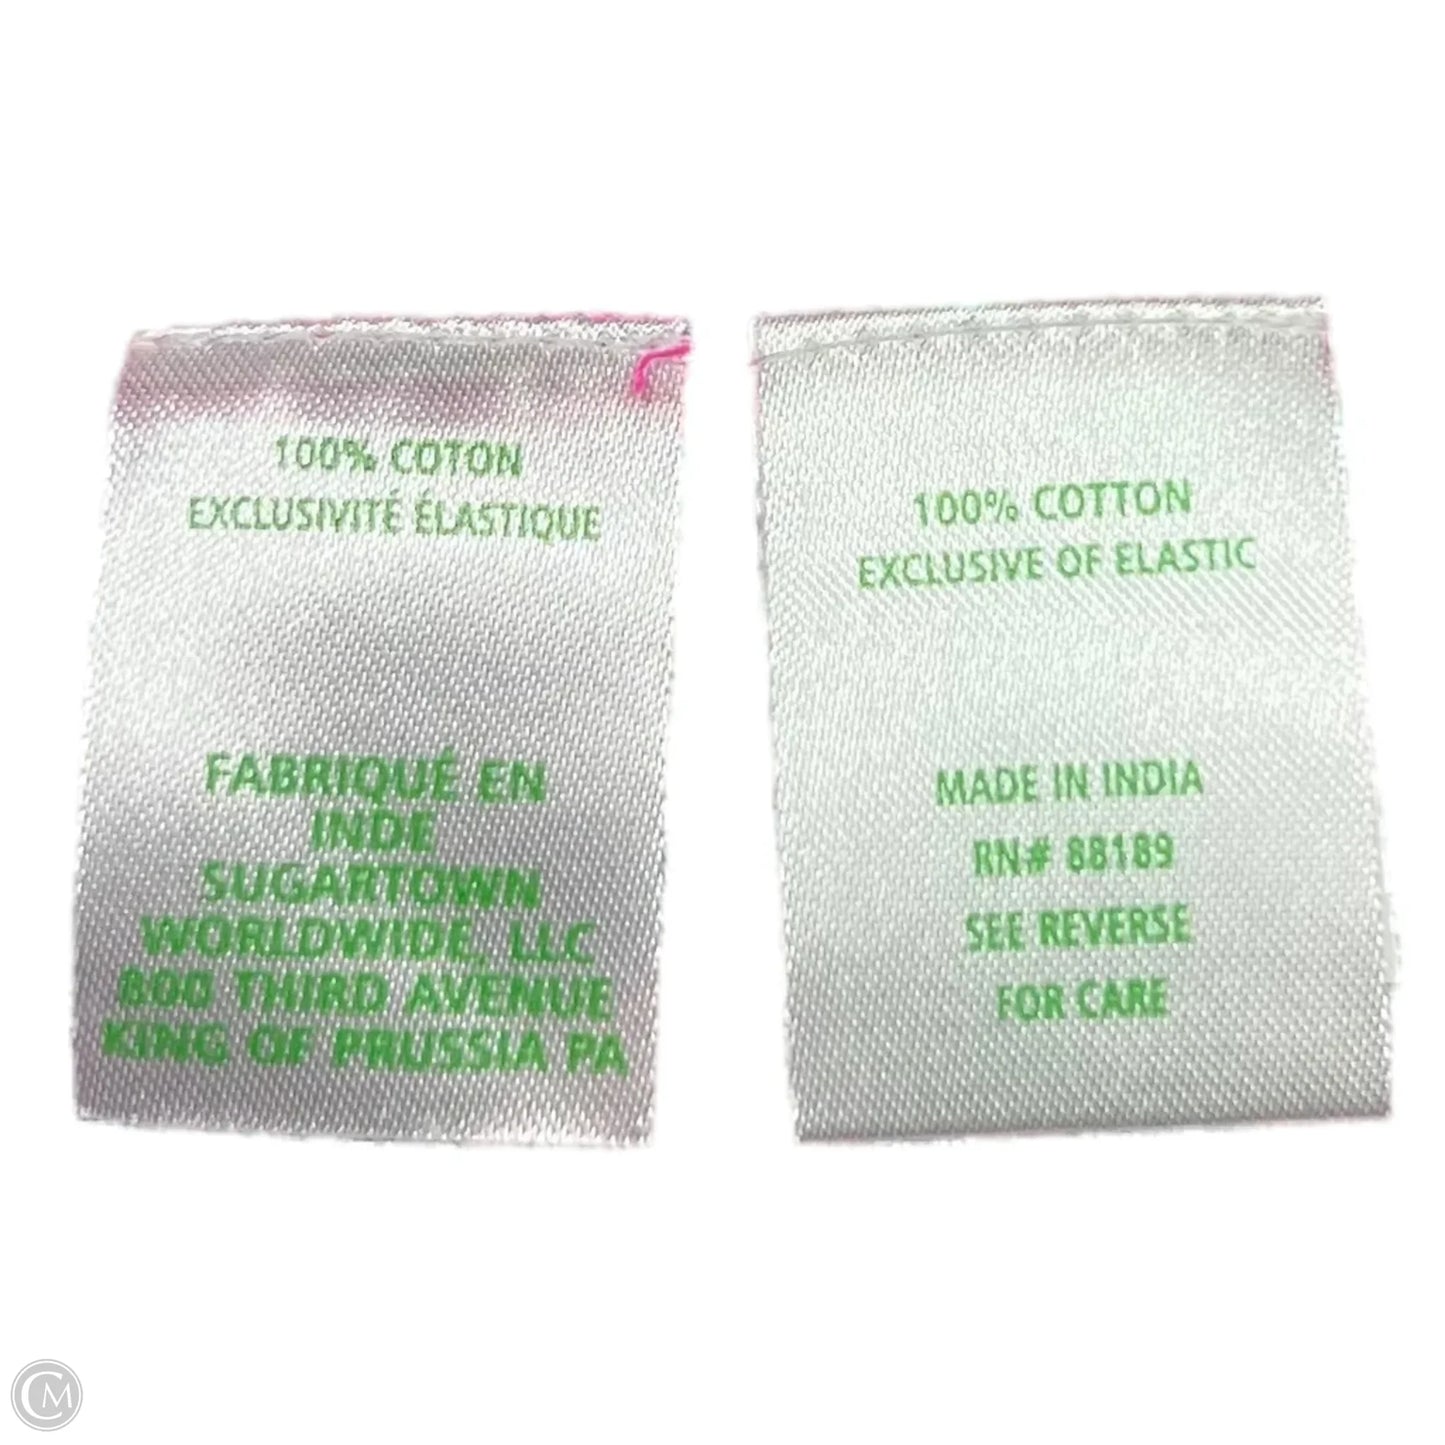 100% COTON
EXCLUSIVITÉ ÉLASTIQUE
FABRIQUÉ EN
INDE
SUGARTOWN
WORLDWIDE, LLC
800 THIRD AVENUE
KING OF PRUSSIA PA
100% COTTON
EXCLUSIVE OF ELASTIC
MADE IN INDIA
RN# 88189
SEE REVERSE
FOR CARE
CM